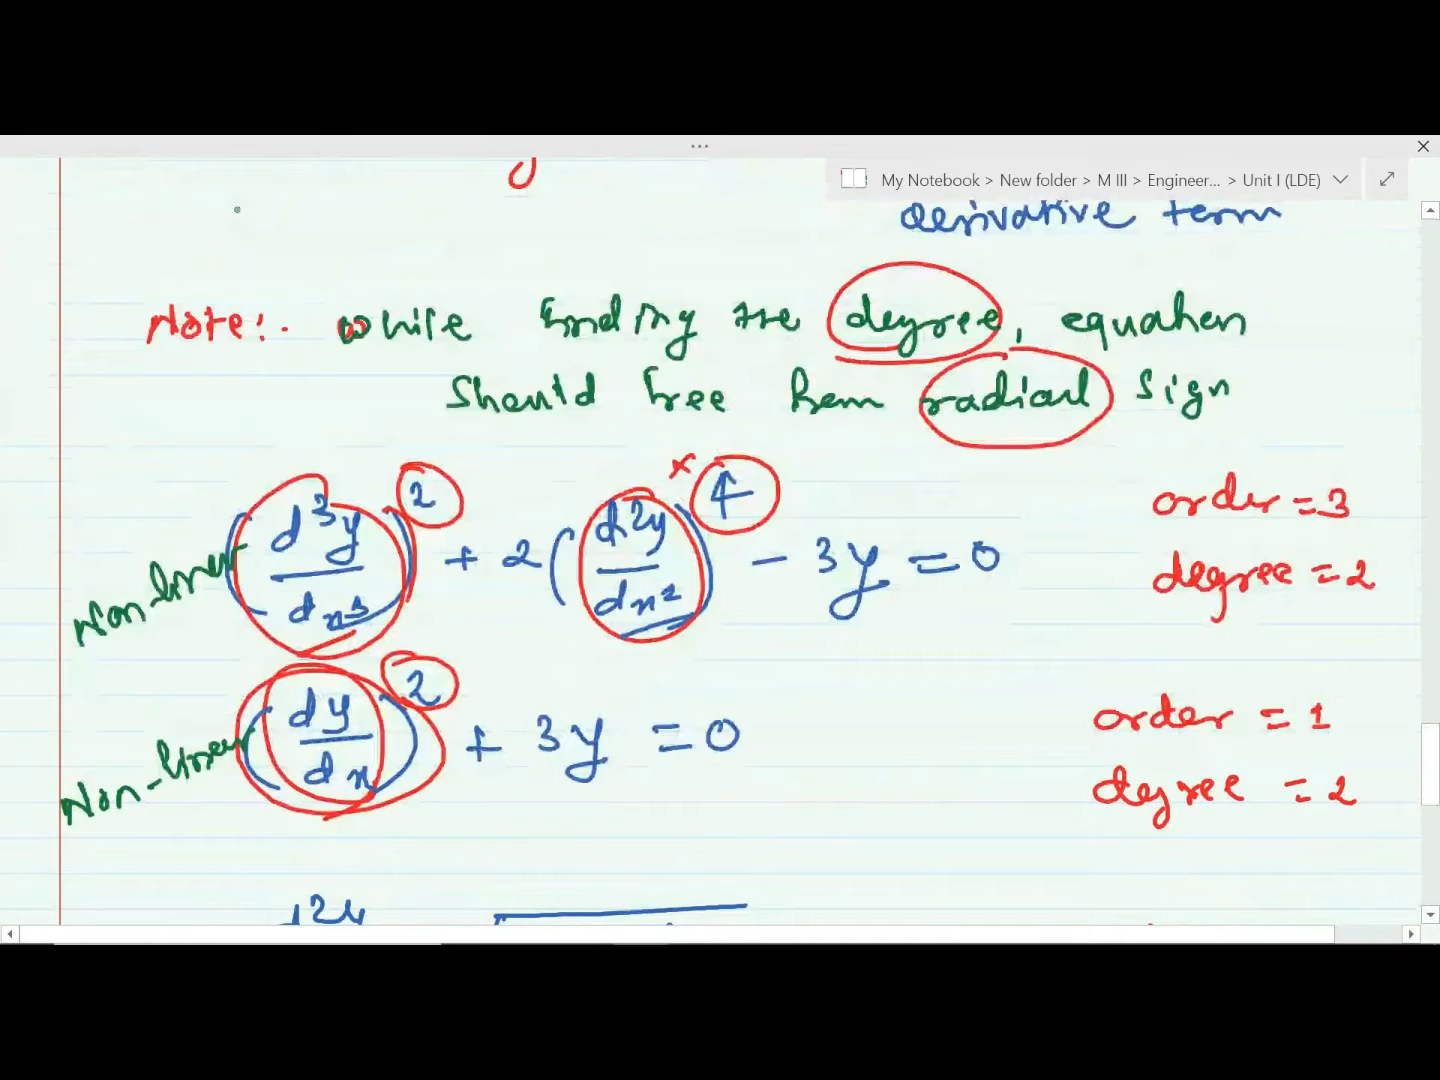 My Notebook > New folder > M III > Engineer... > Unit I (LDE)
derivative term
Note:- while finding the degree, equation
should free from radical sign
Non linear (d³y/dx³)² + 2(d²y/dx²)⁴ - 3y = 0
order = 3
degree = 2
Non-linear (dy/dx)² + 3y = 0
order = 1
degree = 2
d²y